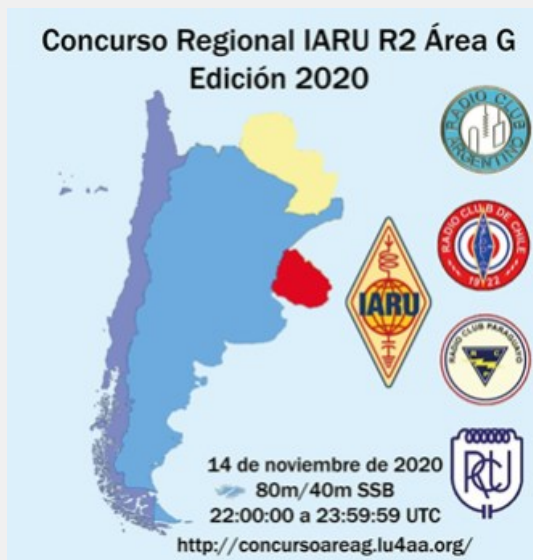 Concurso Regional IARU R2 Área G
Edición 2020
RADIO CLUB
ARGENTINO
RADIO CLUB DE CHILE
1922
IARU
RADIO CLUB PARAGUAYO
R C
P
RCU
14 de noviembre de 2020
80m/40m SSB
22:00:00 a 23:59:59 UTC
http://concursoareag.lu4aa.org/